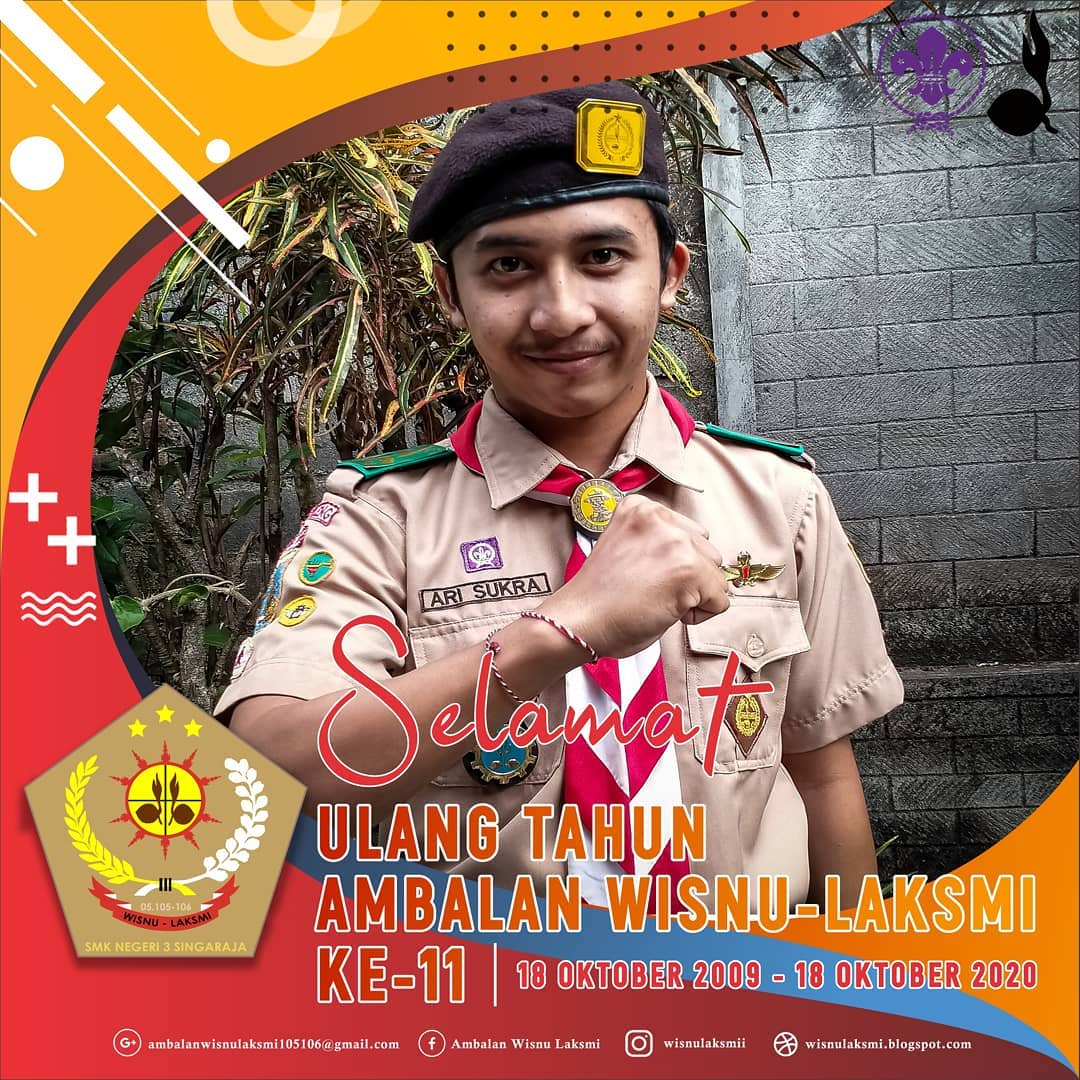 ARI SUKRA
Selamat
ULANG TAHUN
AMBALAN WISNU-LAKSMI
KE-11 | 18 OKTOBER 2009 - 18 OKTOBER 2020
III
05.105-106
WISNU - LAKSMI
SMK NEGERI 3 SINGARAJA
G+ ambalanwisnulaksmi105106@gmail.com f Ambalan Wisnu Laksmi wisnulaksmii wisnulaksmi.blogspot.com